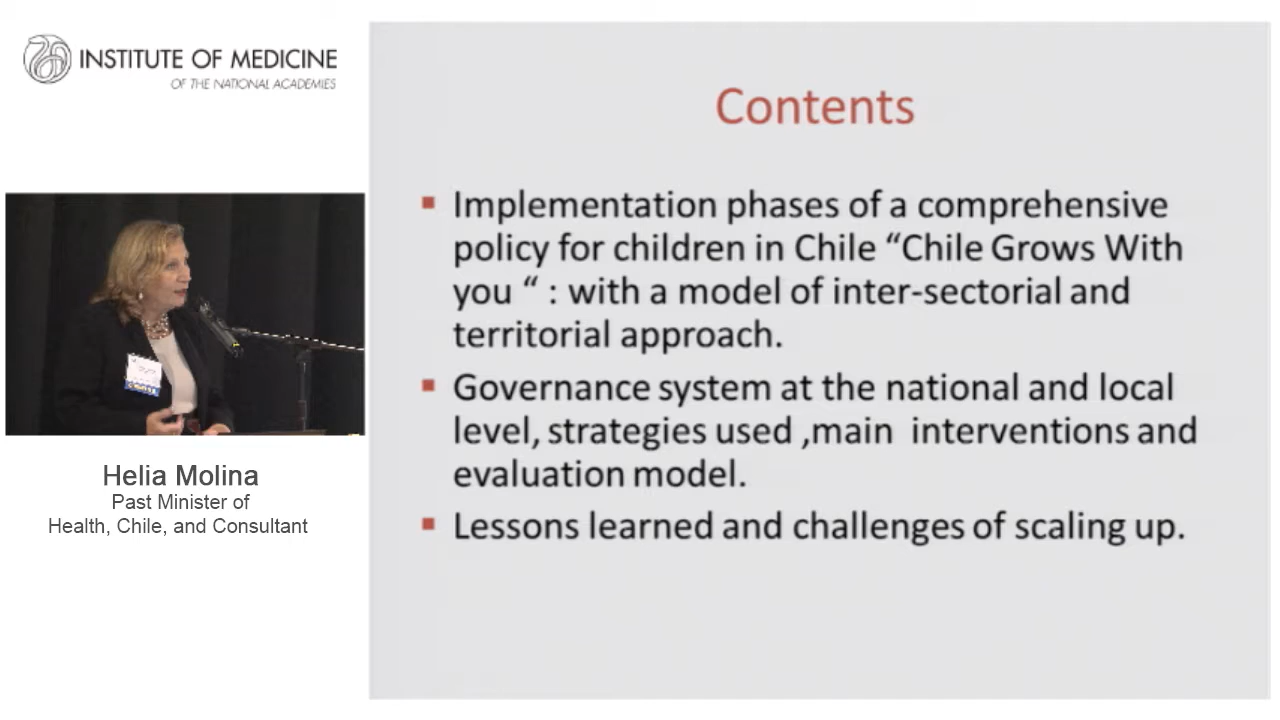 INSTITUTE OF MEDICINE
OF THE NATIONAL ACADEMIES
Helia Molina
Past Minister of
Health, Chile, and Consultant
Contents
Implementation phases of a comprehensive
policy for children in Chile “Chile Grows With
you “ : with a model of inter-sectorial and
territorial approach.
Governance system at the national and local
level, strategies used ,main  interventions and
evaluation model.
Lessons learned and challenges of scaling up.